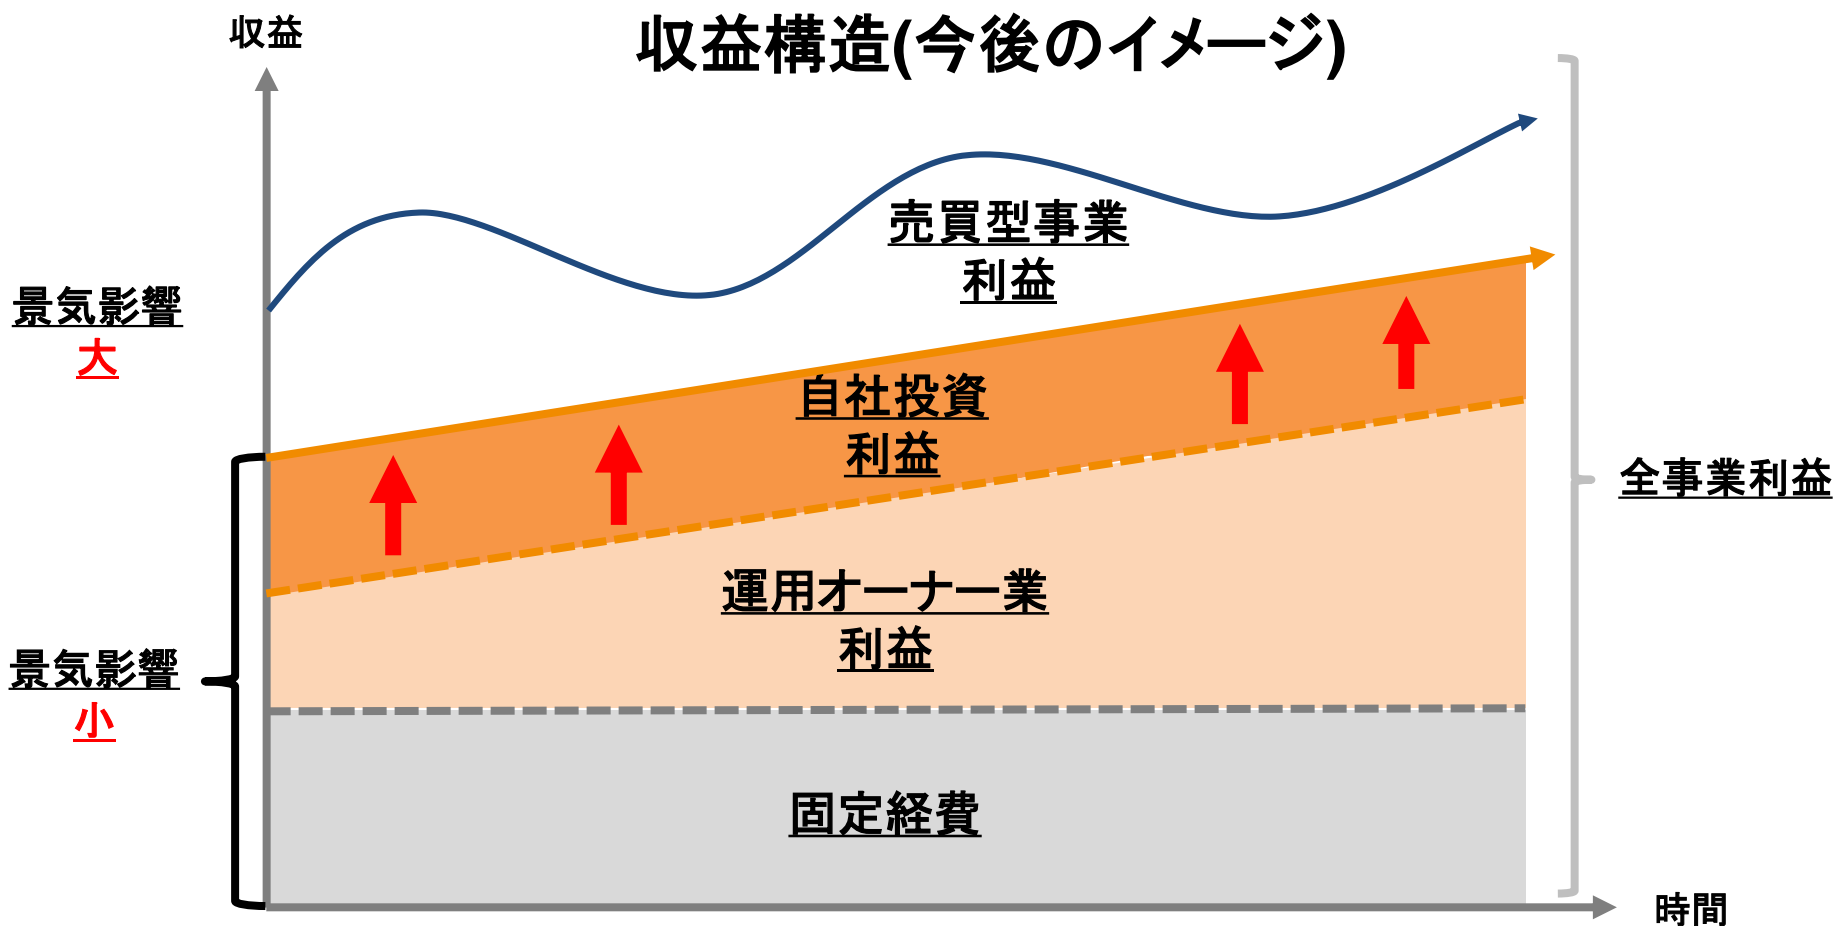 収益構造(今後のイメージ)
収益
売買型事業
利益
景気影響
大
自社投資
利益
全事業利益
運用オーナー業
利益
景気影響
小
固定経費
時間